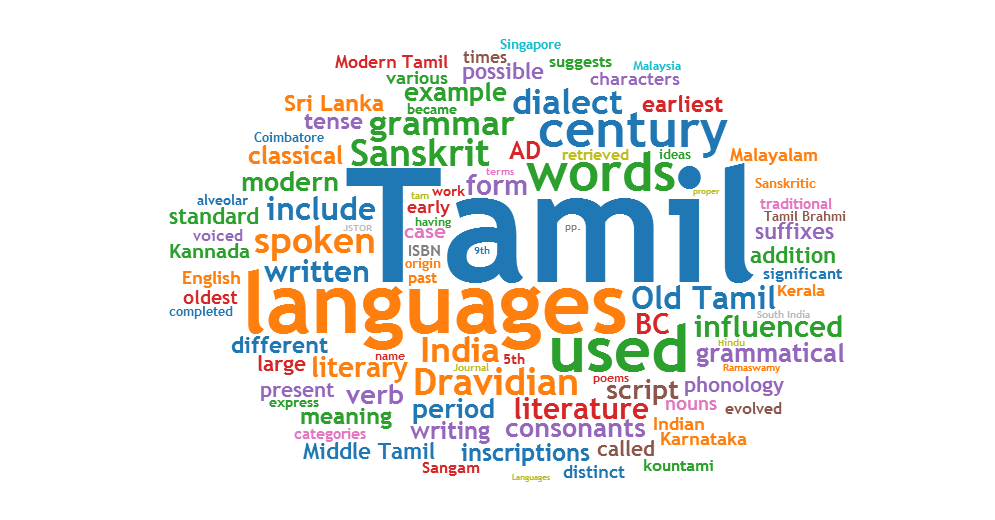 Singapore
Modern Tamil times suggests
various possible Malaysia
characters
Sri Lanka example dialect earliest
became
tense grammar century
Coimbatore AD retrieved ideas Malayalam
classical Sanskrit words
terms
modern form Sanskritic
tam work proper
alveolar include early traditional
standard having Tamil Brahmi
JSTOR case pp. suffixes
voiced spoken Tamil
Kannada ISBN 9th addition
origin
English written past significant
oldest languages Old Tamil Kerala
completed South India
BC influenced
different India used Hindu
name 5th grammatical
large literary Journal Ramaswamy
Dravidian poems script phonology
present verb
express period literature nouns evolved
meaning
categories writing consonants Indian
Karnataka
Middle Tamil inscriptions called
Sangam distinct kountami
Languages